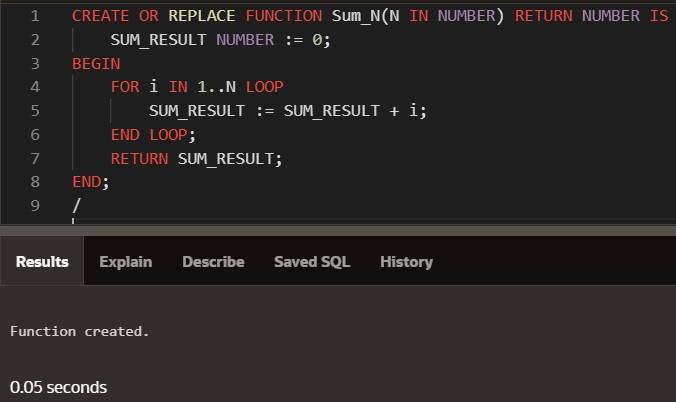 1 CREATE OR REPLACE FUNCTION Sum_N(N IN NUMBER) RETURN NUMBER IS
2 SUM_RESULT NUMBER := 0;
3 BEGIN
4 FOR i IN 1..N LOOP
5 SUM_RESULT := SUM_RESULT + i;
6 END LOOP;
7 RETURN SUM_RESULT;
8 END;
9 /
Results Explain Describe Saved SQL History
Function created.
0.05 seconds